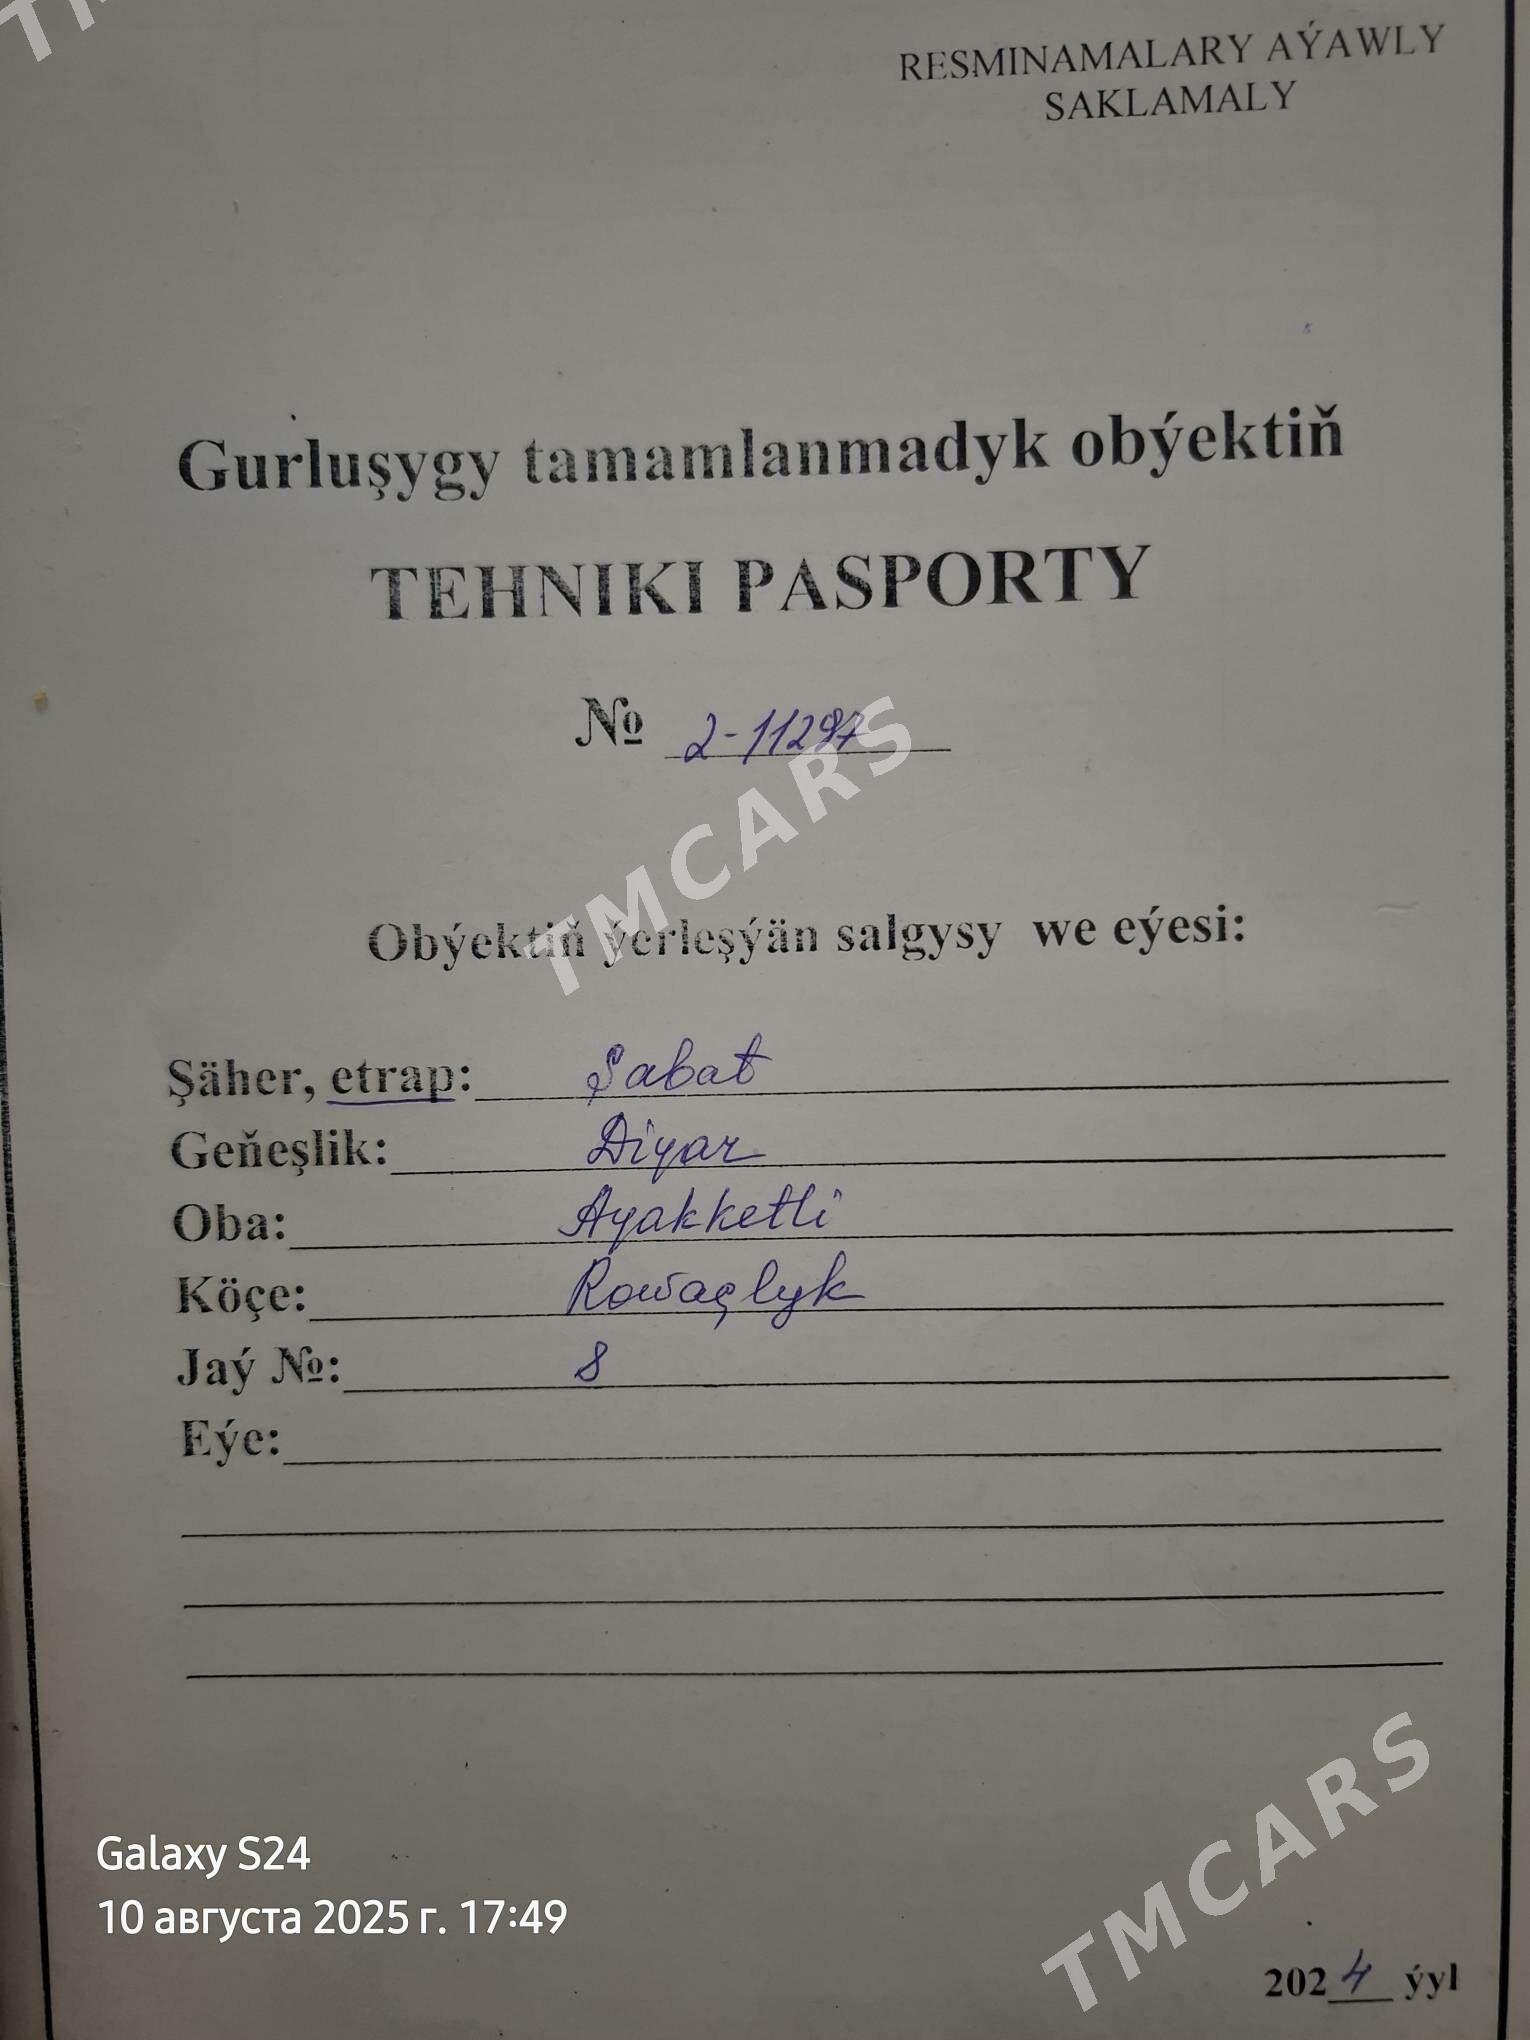 RESMINAMALARY AÝAWLY
SAKLAMALY
Gurluşygy tamamlanmadyk obýektiň
TEHNIKI PASPORTY
№ 2-11297
TMCARS
Obýektiň ýerleşýän salgysy we eýesi:
Şäher, etrap: Şabat
Geňeşlik: Diyar
Oba: Ayakketli
Köçe: Rowaçlyk
Jaý №: 8
Eýe:
TMCARS
Galaxy S24
10 августа 2025 г. 17:49
2024 ýyl